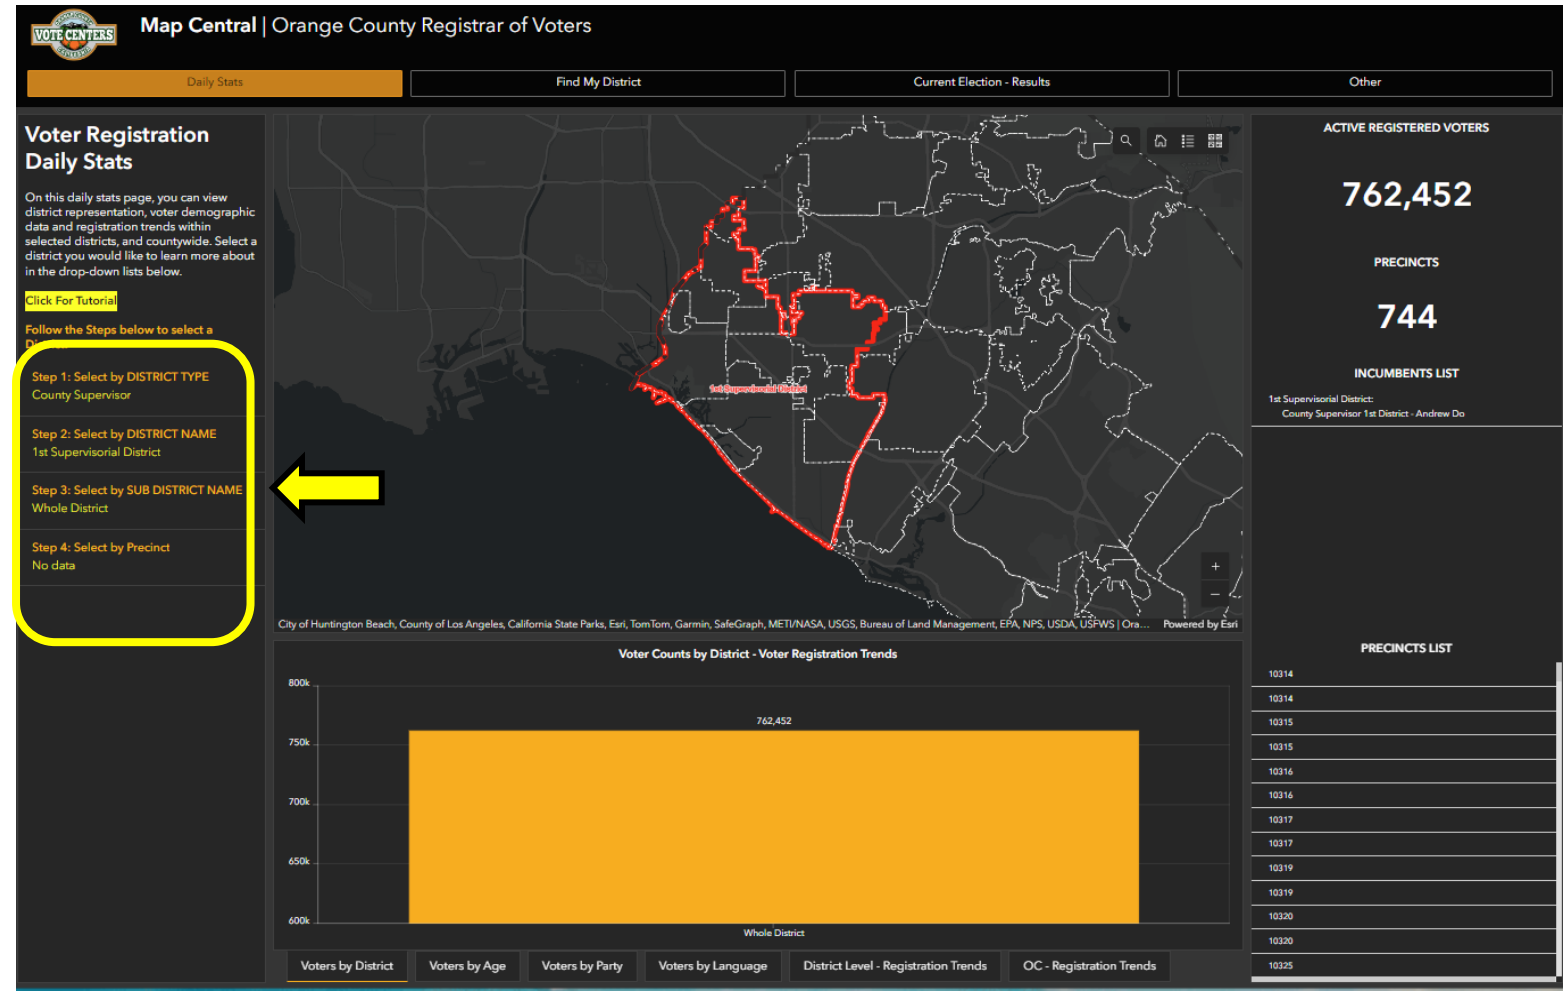 VOTE CENTERS
Map Central | Orange County Registrar of Voters
Daily Stats
Find My District
Current Election - Results
Other
Voter Registration
Daily Stats
On this daily stats page, you can view
district representation, voter demographic
data and registration trends within
selected districts, and countywide. Select a
district you would like to learn more about
in the drop-down lists below.
Click For Tutorial
Follow the Steps below to select a
Step 1: Select by DISTRICT TYPE
County Supervisor
Step 2: Select by DISTRICT NAME
1st Supervisorial District
Step 3: Select by SUB DISTRICT NAME
Whole District
Step 4: Select by Precinct
No data
1st Supervisorial District
+
−
City of Huntington Beach, County of Los Angeles, California State Parks, Esri, TomTom, Garmin, SafeGraph, METI/NASA, USGS, Bureau of Land Management, EPA, NPS, USDA, USFWS | Ora... Powered by Esri
Voter Counts by District - Voter Registration Trends
800k
762,452
750k
700k
650k
600k
Whole District
Voters by District
Voters by Age
Voters by Party
Voters by Language
District Level - Registration Trends
OC - Registration Trends
ACTIVE REGISTERED VOTERS
762,452
PRECINCTS
744
INCUMBENTS LIST
1st Supervisorial District:
County Supervisor 1st District - Andrew Do
PRECINCTS LIST
10314
10314
10315
10315
10316
10316
10317
10317
10319
10319
10320
10320
10325